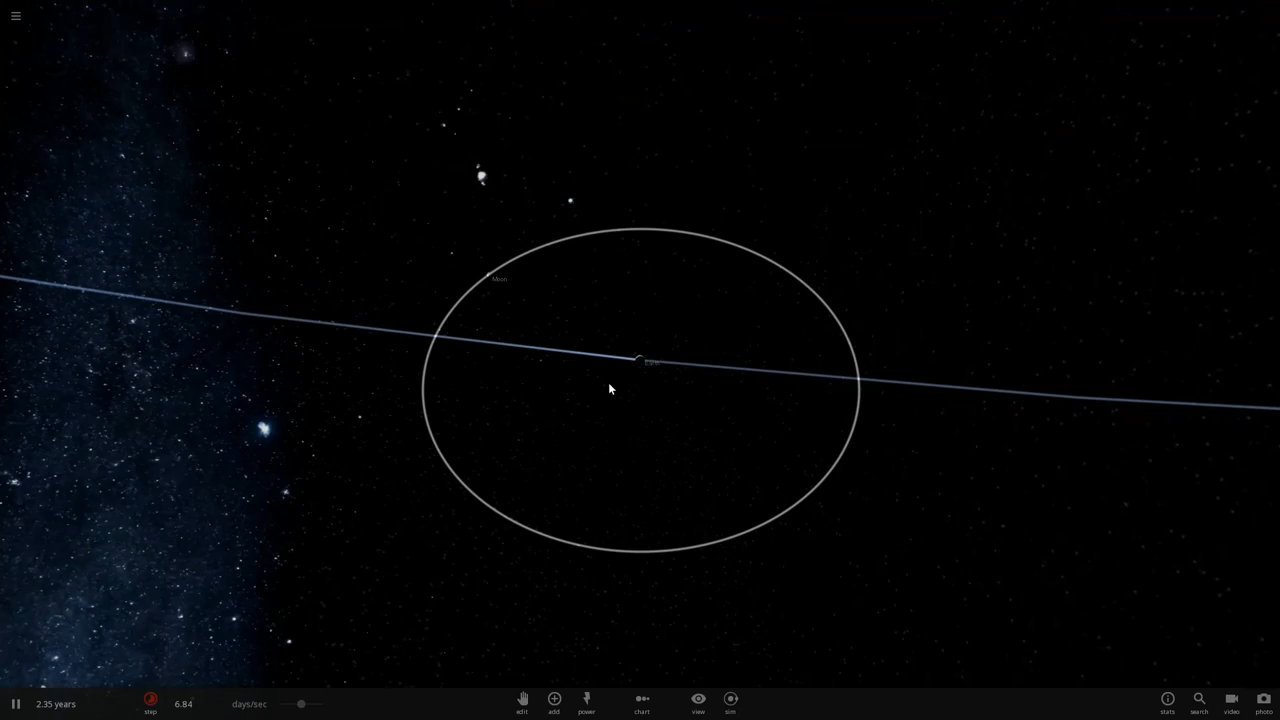 Moon
Earth
2.35 years
step
6.84
days/sec
edit
add
power
chart
view
sim
stats
search
video
photo